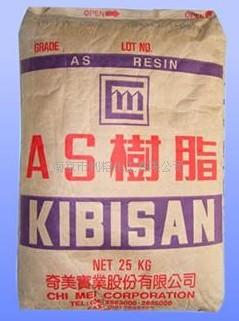 OPEN OPEN
GRADE LOT NO.
AS RESIN
AS樹脂
KIBISAN
NET 25 KG
奇美實業股份有限公司
CHI MEI CORPORATION